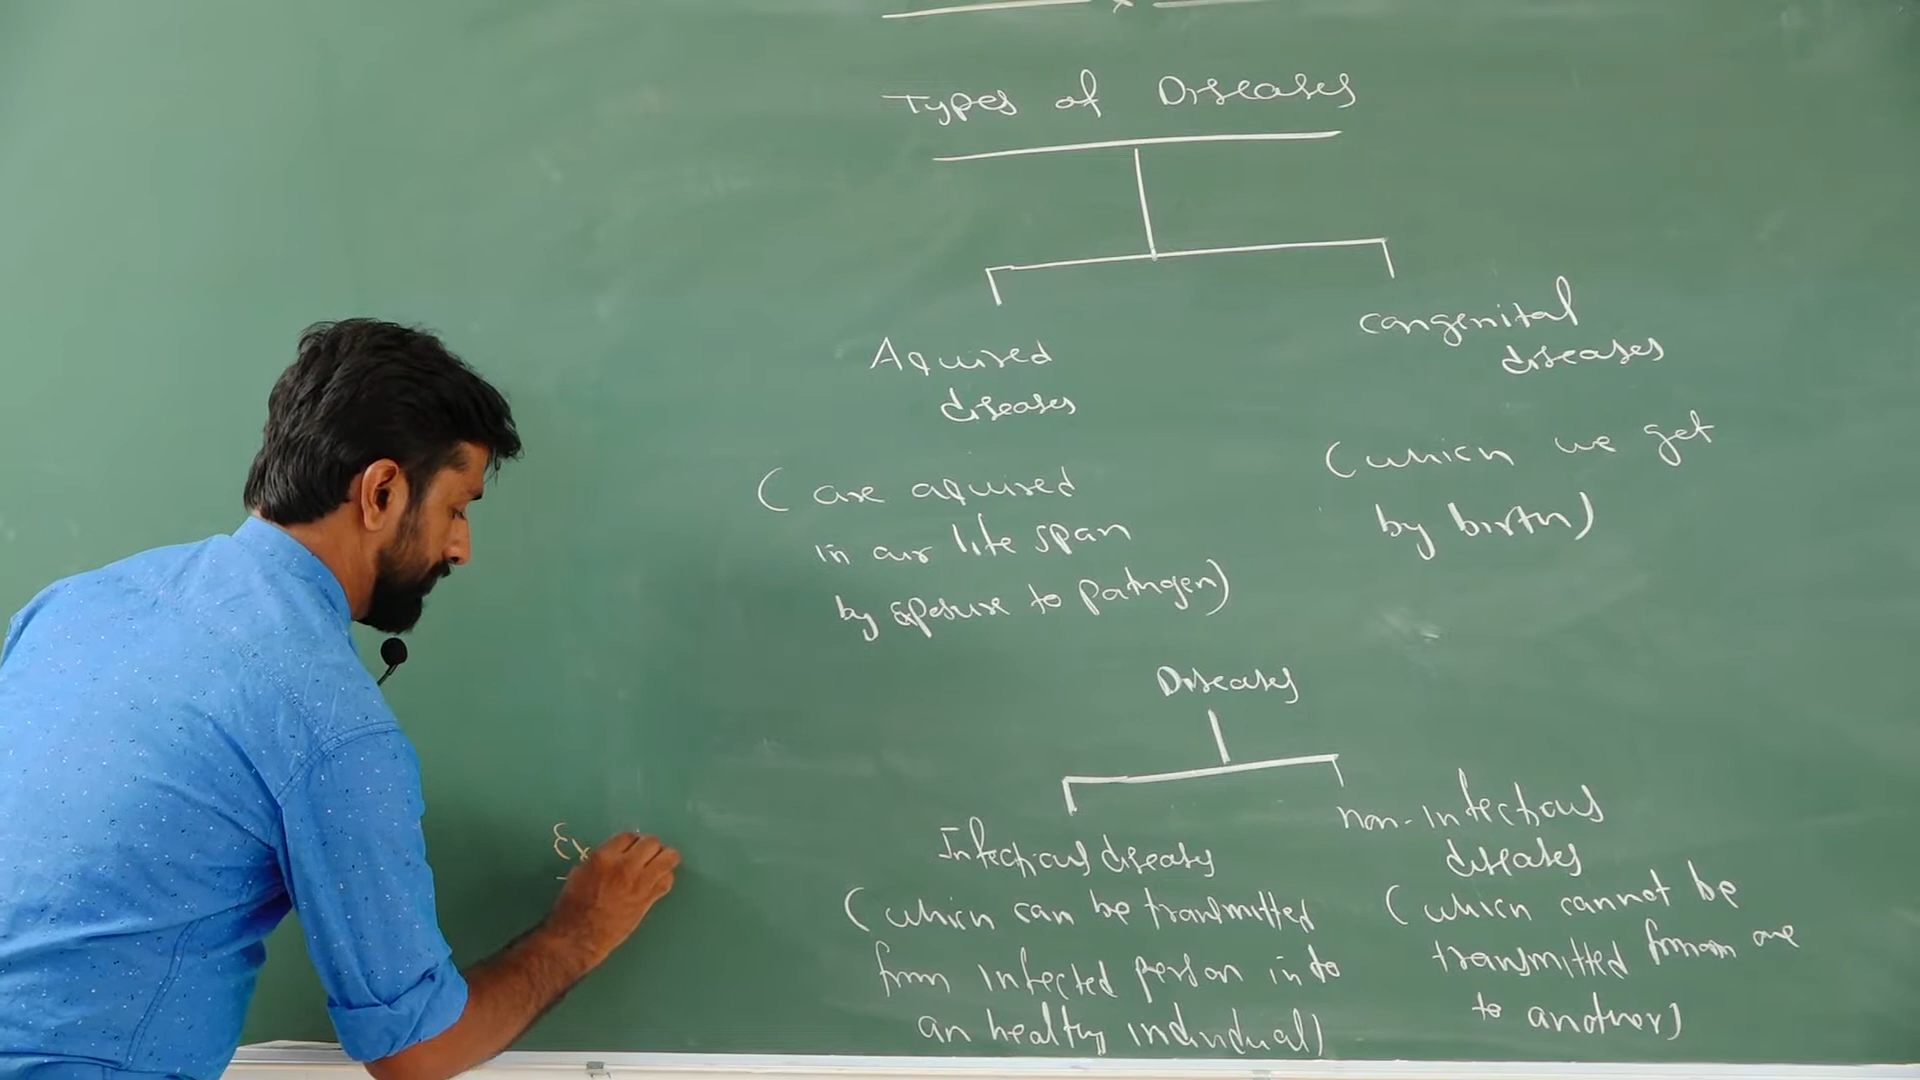 Types of Diseases
Aquired
diseases
congenital
diseases
(are aquired
in our life span
by exposure to pathogen)
(which we get
by birth)
Diseases
Infectious diseases
(which can be transmitted
from infected person in to
an healthy individual)
non-infectious
diseases
(which cannot be
transmitted from one
to another)
Ex